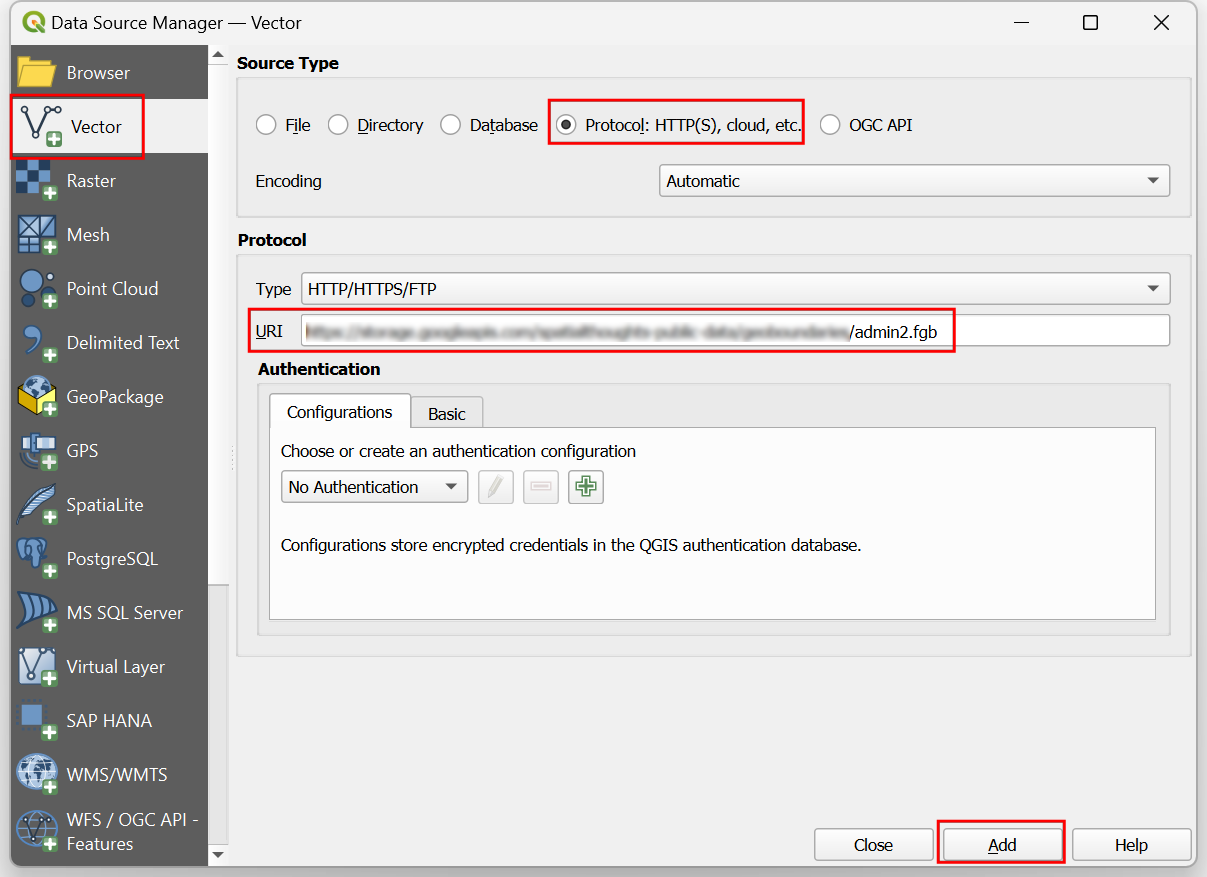 Data Source Manager — Vector
Browser
Vector
Raster
Mesh
Point Cloud
Delimited Text
GeoPackage
GPS
SpatiaLite
PostgreSQL
MS SQL Server
Virtual Layer
SAP HANA
WMS/WMTS
WFS / OGC API -
Features
Source Type
File Directory Database Protocol: HTTP(S), cloud, etc. OGC API
Encoding Automatic
Protocol
Type HTTP/HTTPS/FTP
URI /admin2.fgb
Authentication
Configurations Basic
Choose or create an authentication configuration
No Authentication
Configurations store encrypted credentials in the QGIS authentication database.
Close Add Help